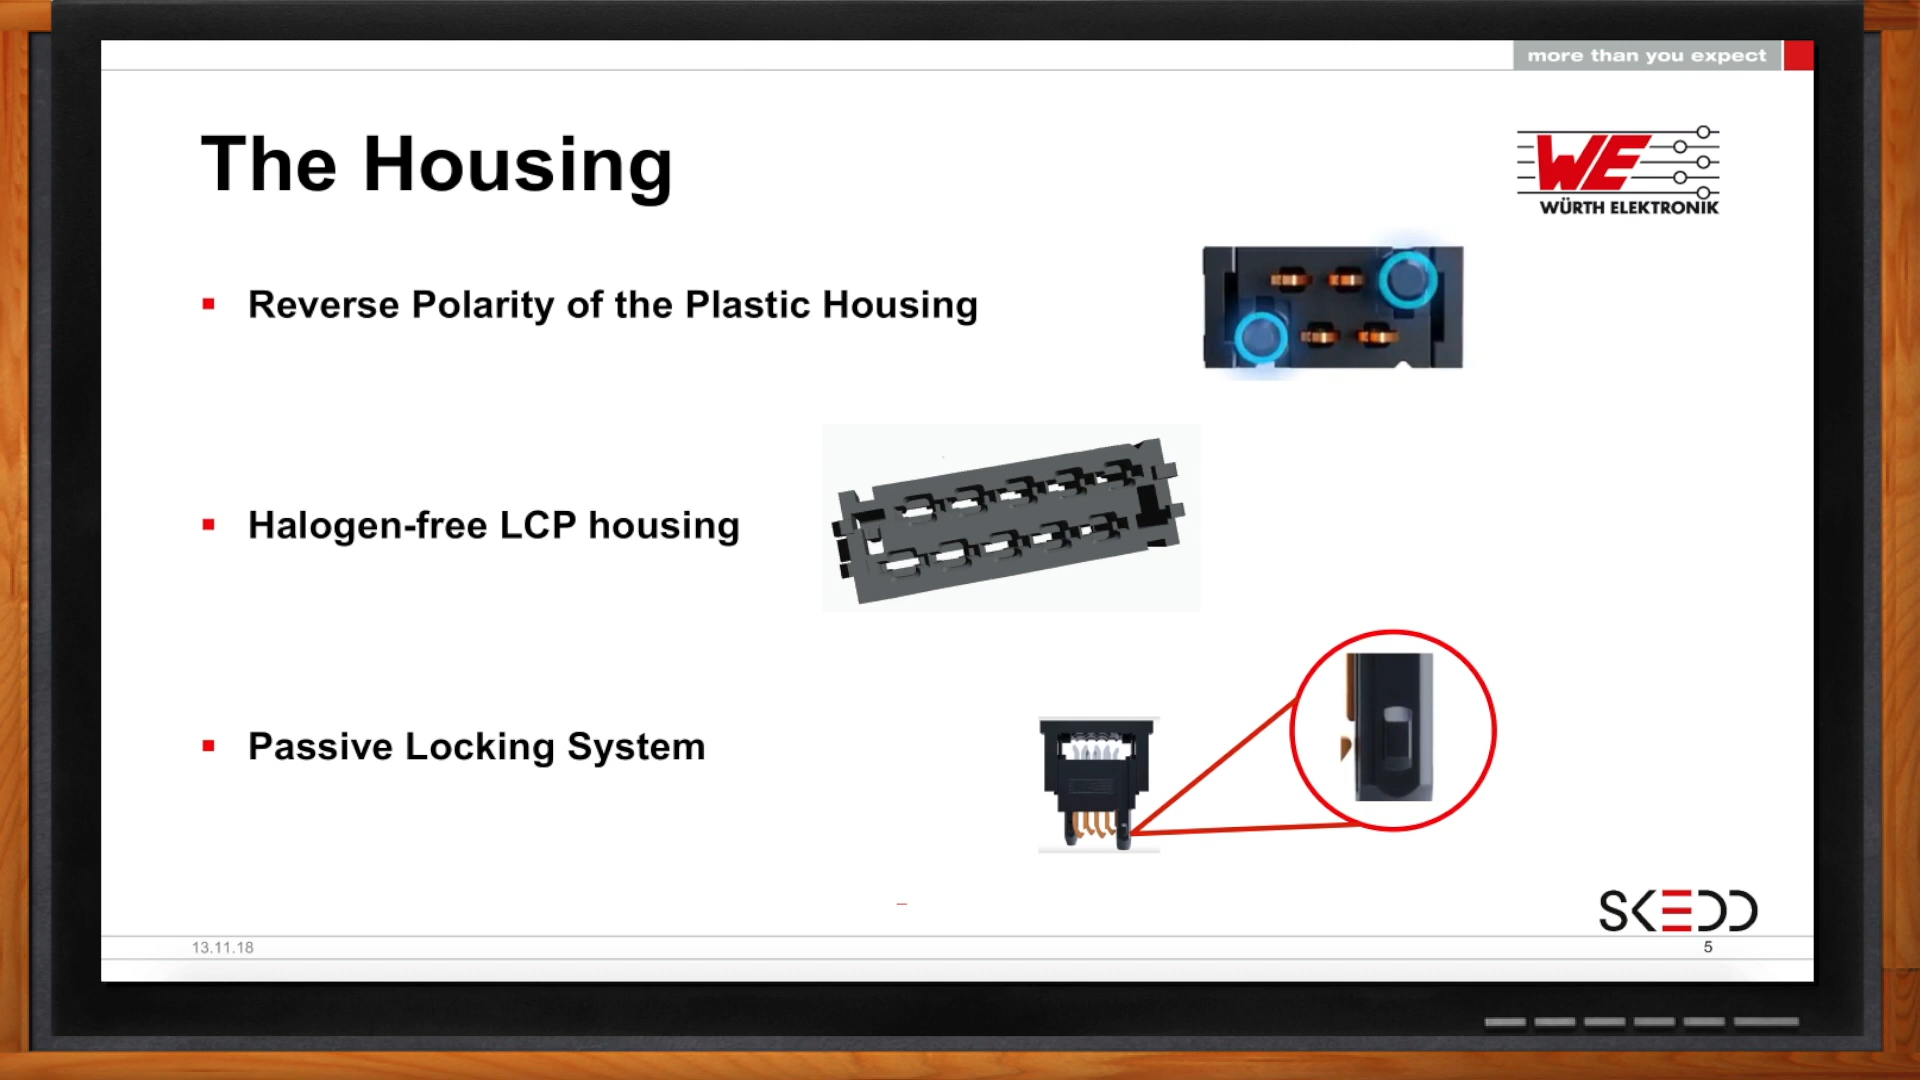 more than you expect
The Housing
WE
WÜRTH ELEKTRONIK
Reverse Polarity of the Plastic Housing
Halogen-free LCP housing
Passive Locking System
SKEDD
13.11.18
5